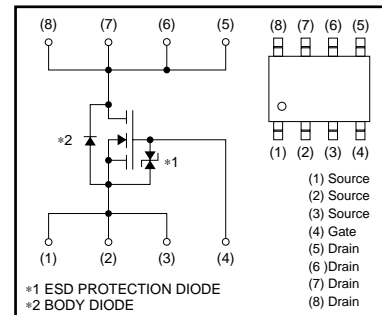 (8) (7) (6) (5)
(8) (7) (6) (5)
∗2
∗1
(1) (2) (3) (4)
(1) (2) (3) (4)
(1) Source
(2) Source
(3) Source
(4) Gate
(5) Drain
(6 )Drain
(7) Drain
(8) Drain
∗1 ESD PROTECTION DIODE
∗2 BODY DIODE